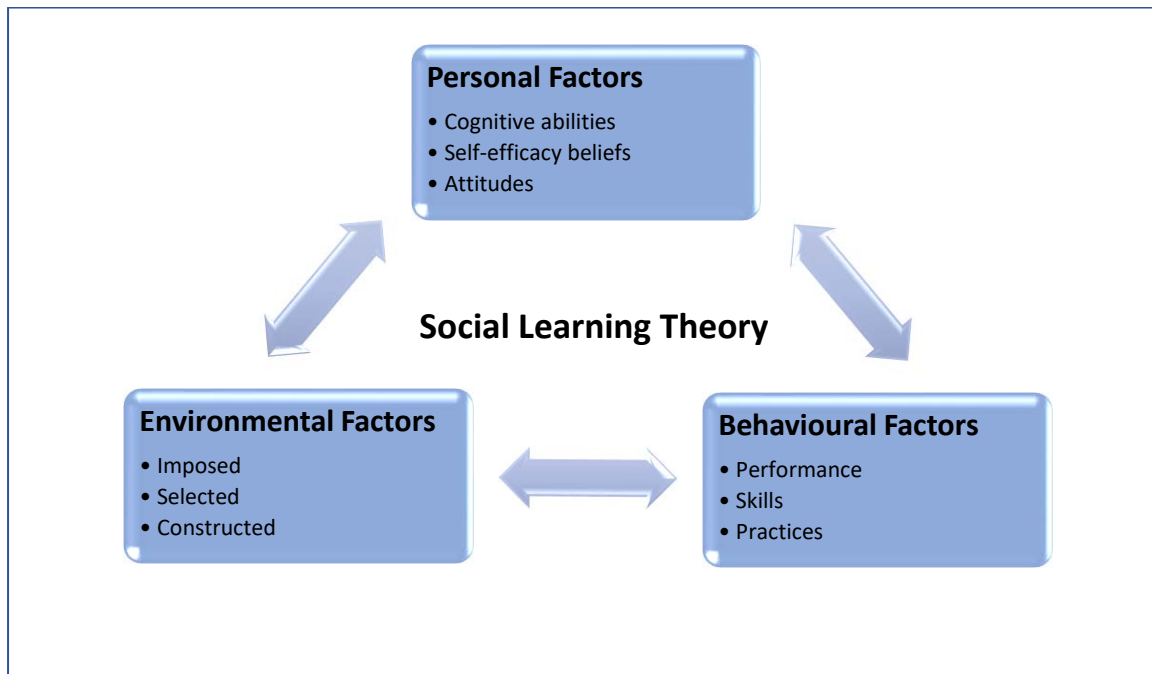 Personal Factors
• Cognitive abilities
• Self-efficacy beliefs
• Attitudes
Social Learning Theory
Environmental Factors
• Imposed
• Selected
• Constructed
Behavioural Factors
• Performance
• Skills
• Practices